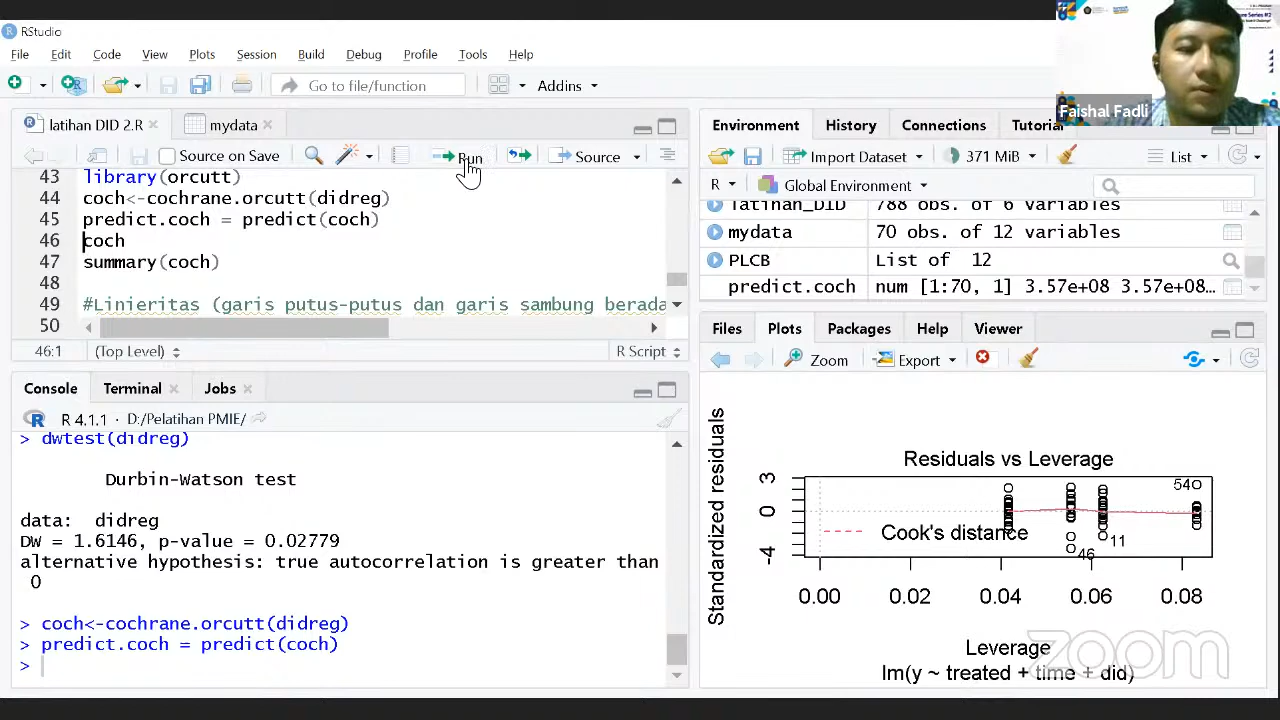 RStudio
File Edit Code View Plots Session Build Debug Profile Tools Help
Go to file/function Addins
Faishal Fadli
latihan DID 2.R mydata
Source on Save Run Source
43 library(orcutt)
44 coch<-cochrane.orcutt(didreg)
45 predict.coch = predict(coch)
46 coch
47 summary(coch)
48
49 #Linieritas (garis putus-putus dan garis sambung berada
50
46:1 (Top Level) R Script
Console Terminal Jobs
R 4.1.1 · D:/Pelatihan PMIE/
> dwtest(didreg)
Durbin-Watson test
data: didreg
DW = 1.6146, p-value = 0.02779
alternative hypothesis: true autocorrelation is greater than
0
> coch<-cochrane.orcutt(didreg)
> predict.coch = predict(coch)
>
Environment History Connections Tutorial
Import Dataset 371 MiB List
R Global Environment
latihan_DID 788 obs. of 6 variables
mydata 70 obs. of 12 variables
PLCB List of 12
predict.coch num [1:70, 1] 3.57e+08 3.57e+08…
Files Plots Packages Help Viewer
Zoom Export
Residuals vs Leverage
Standardized residuals
3
0
-4
54
Cook's distance
11
46
0.00 0.02 0.04 0.06 0.08
Leverage
lm(y ~ treated + time + did)
zoom